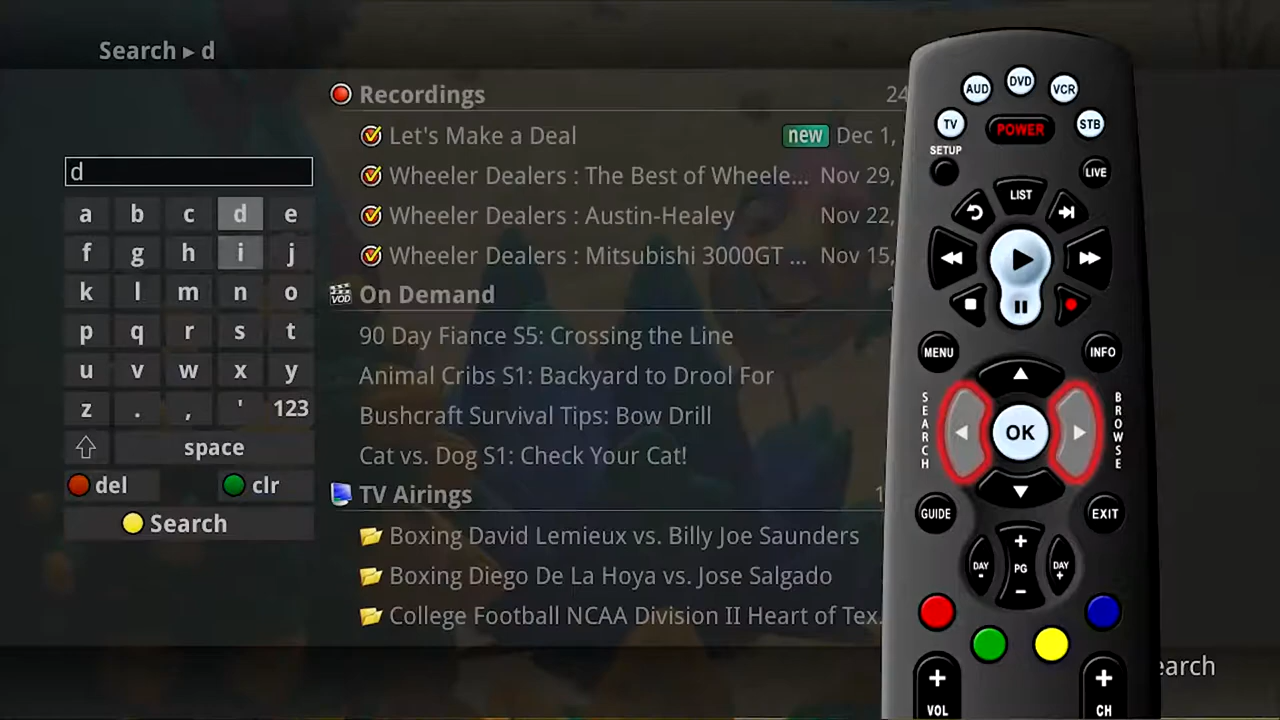 Search ▸ d
d
a b c d e
f g h i j
k l m n o
p q r s t
u v w x y
z . , ' 123
space
del clr
Search
Recordings 24
Let's Make a Deal new Dec 1,
Wheeler Dealers : The Best of Wheele... Nov 29,
Wheeler Dealers : Austin-Healey Nov 22,
Wheeler Dealers : Mitsubishi 3000GT ... Nov 15,
VOD On Demand 1
90 Day Fiance S5: Crossing the Line
Animal Cribs S1: Backyard to Drool For
Bushcraft Survival Tips: Bow Drill
Cat vs. Dog S1: Check Your Cat!
TV Airings 1
Boxing David Lemieux vs. Billy Joe Saunders
Boxing Diego De La Hoya vs. Jose Salgado
College Football NCAA Division II Heart of Tex.
AUD DVD VCR
TV POWER STB
SETUP
LIVE
LIST
MENU INFO
SEARCH OK BROWSE
GUIDE EXIT
+
DAY - PG DAY +
-
+ +
VOL CH
earch